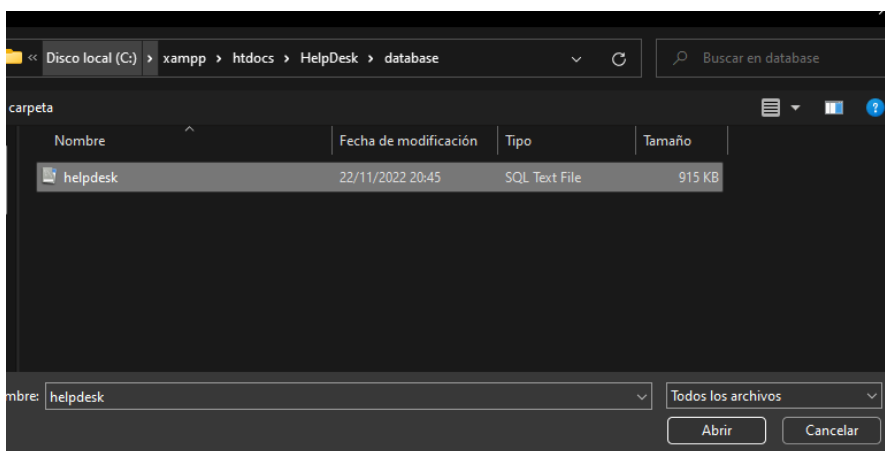 « Disco local (C:) › xampp › htdocs › HelpDesk › database Buscar en database
carpeta
Nombre Fecha de modificación Tipo Tamaño
helpdesk 22/11/2022 20:45 SQL Text File 915 KB
mbre: helpdesk Todos los archivos
Abrir Cancelar